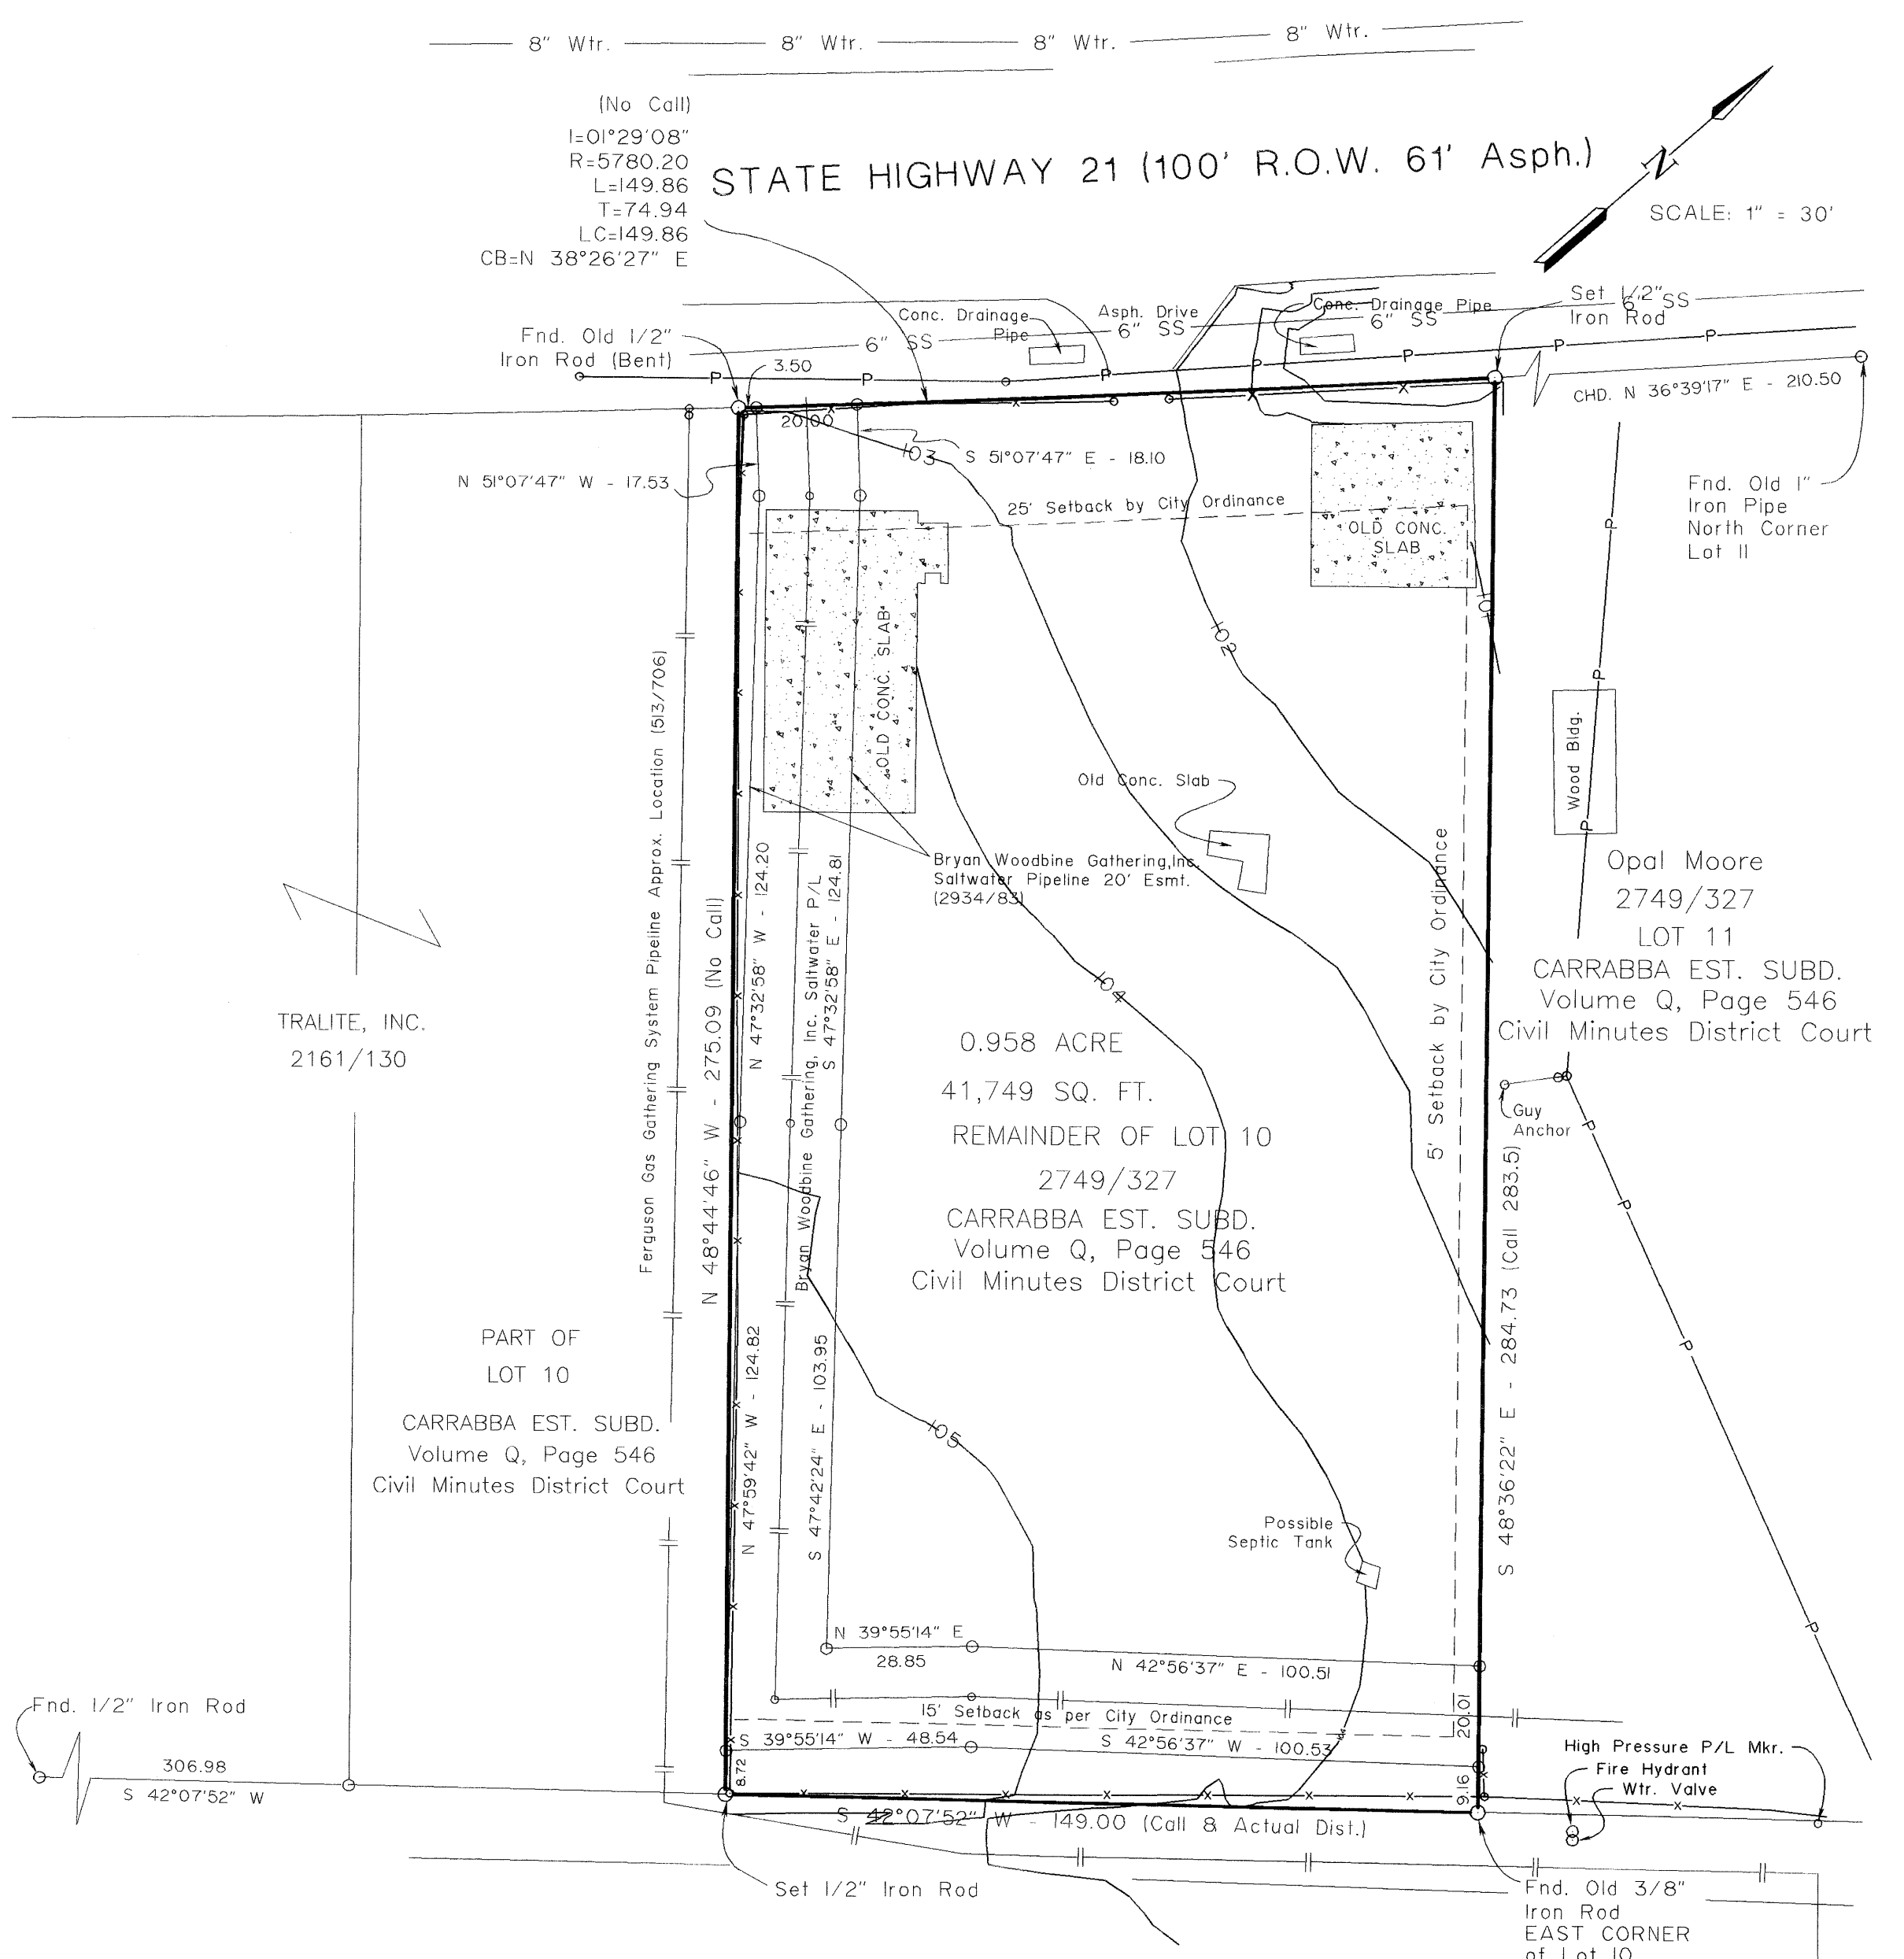 8" Wtr. 8" Wtr. 8" Wtr. 8" Wtr.
(No Call)
I=01°29'08"
R=5780.20
L=149.86
T=74.94
LC=149.86
CB=N 38°26'27" E
STATE HIGHWAY 21 (100' R.O.W. 61' Asph.)
N
SCALE: 1" = 30'
Fnd. Old 1/2"
Iron Rod (Bent)
3.50
Conc. Drainage
Pipe
Asph. Drive
Conc. Drainage Pipe
Set 1/2"
Iron Rod
6" SS 6" SS 6" SS 6" SS
P P P P P P
CHD. N 36°39'17" E - 210.50
20.00
103
S 51°07'47" E - 18.10
N 51°07'47" W - 17.53
25' Setback by City Ordinance
OLD CONC.
SLAB
Fnd. Old 1"
Iron Pipe
North Corner
Lot 11
101
102
OLD CONC. SLAB
Ferguson Gas Gathering System Pipeline Approx. Location (513/706)
N 48°44'46" W - 275.09 (No Call)
N 47°32'58" W - 124.20
Bryan Woodbine Gathering, Inc. Saltwater P/L
S 47°32'58" E - 124.81
Old Conc. Slab
Bryan Woodbine Gathering,Inc.
Saltwater Pipeline 20' Esmt.
(2934/83)
Wood Bldg.
P P P P
5' Setback by City Ordinance
Opal Moore
2749/327
LOT 11
CARRABBA EST. SUBD.
Volume Q, Page 546
Civil Minutes District Court
Guy
Anchor
P P P P
TRALITE, INC.
2161/130
104
0.958 ACRE
41,749 SQ. FT.
REMAINDER OF LOT 10
2749/327
CARRABBA EST. SUBD.
Volume Q, Page 546
Civil Minutes District Court
S 48°36'22" E - 284.73 (Call 283.5)
PART OF
LOT 10
CARRABBA EST. SUBD.
Volume Q, Page 546
Civil Minutes District Court
N 47°59'42" W - 124.82
S 47°42'24" E - 103.95
105
Possible
Septic Tank
N 39°55'14" E
28.85
N 42°56'37" E - 100.51
15' Setback as per City Ordinance
20.01
S 39°55'14" W - 48.54
S 42°56'37" W - 100.53
8.72
9.16
Fnd. 1/2" Iron Rod
306.98
S 42°07'52" W
S 42°07'52" W - 149.00 (Call & Actual Dist.)
High Pressure P/L Mkr.
Fire Hydrant
Wtr. Valve
Set 1/2" Iron Rod
Fnd. Old 3/8"
Iron Rod
EAST CORNER
of Lot 10